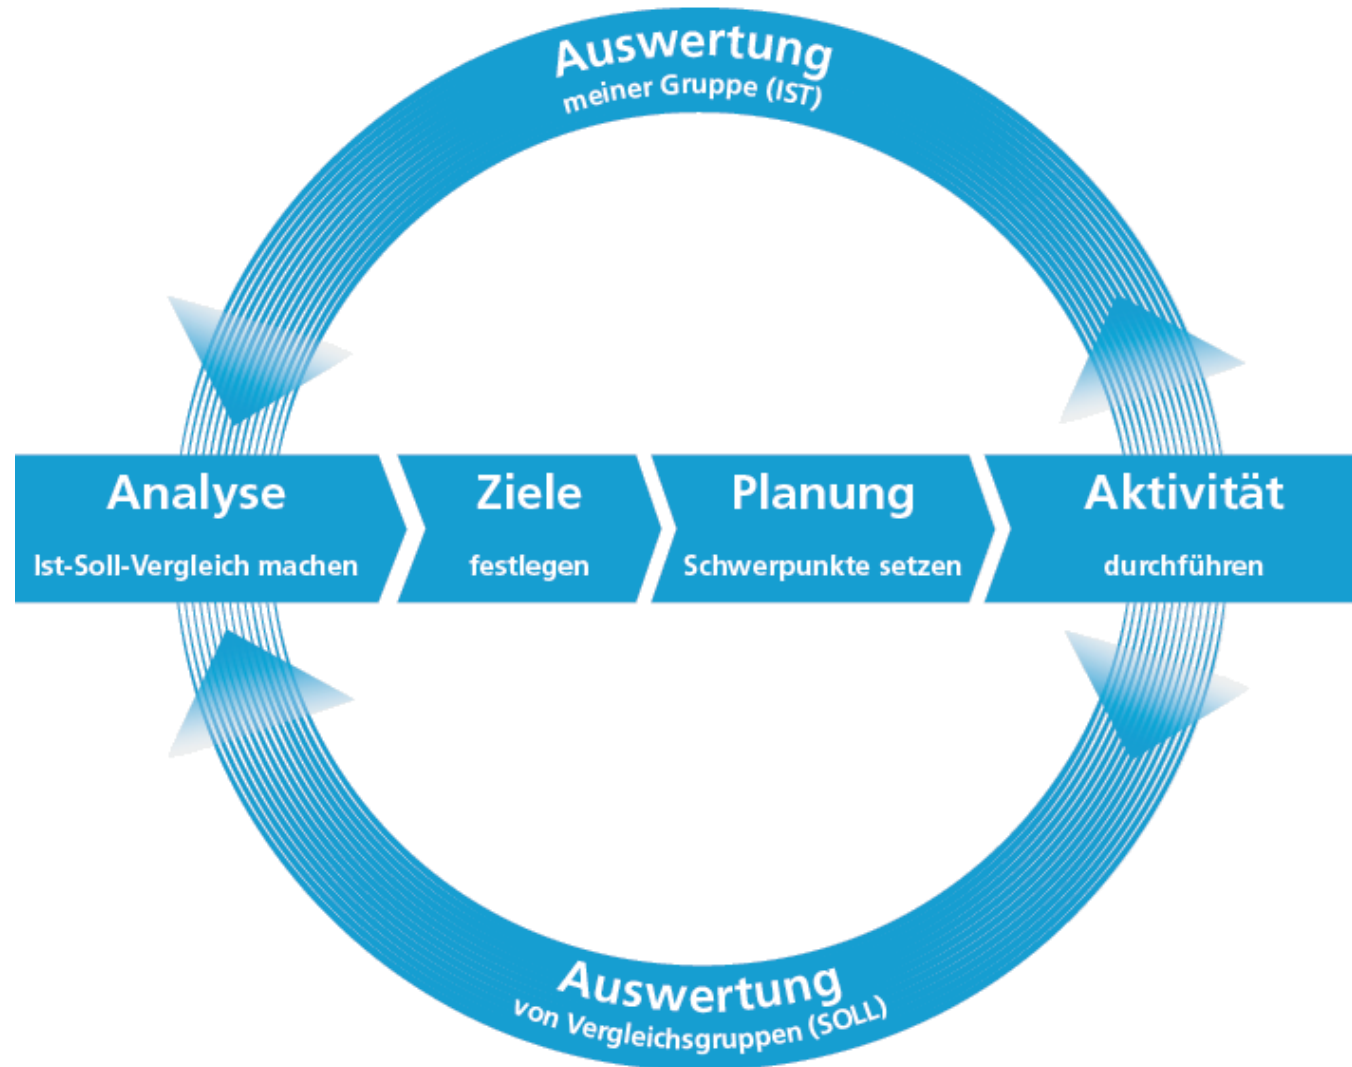 Auswertung
meiner Gruppe (IST)
Analyse
Ist-Soll-Vergleich machen
Ziele
festlegen
Planung
Schwerpunkte setzen
Aktivität
durchführen
Auswertung
von Vergleichsgruppen (SOLL)